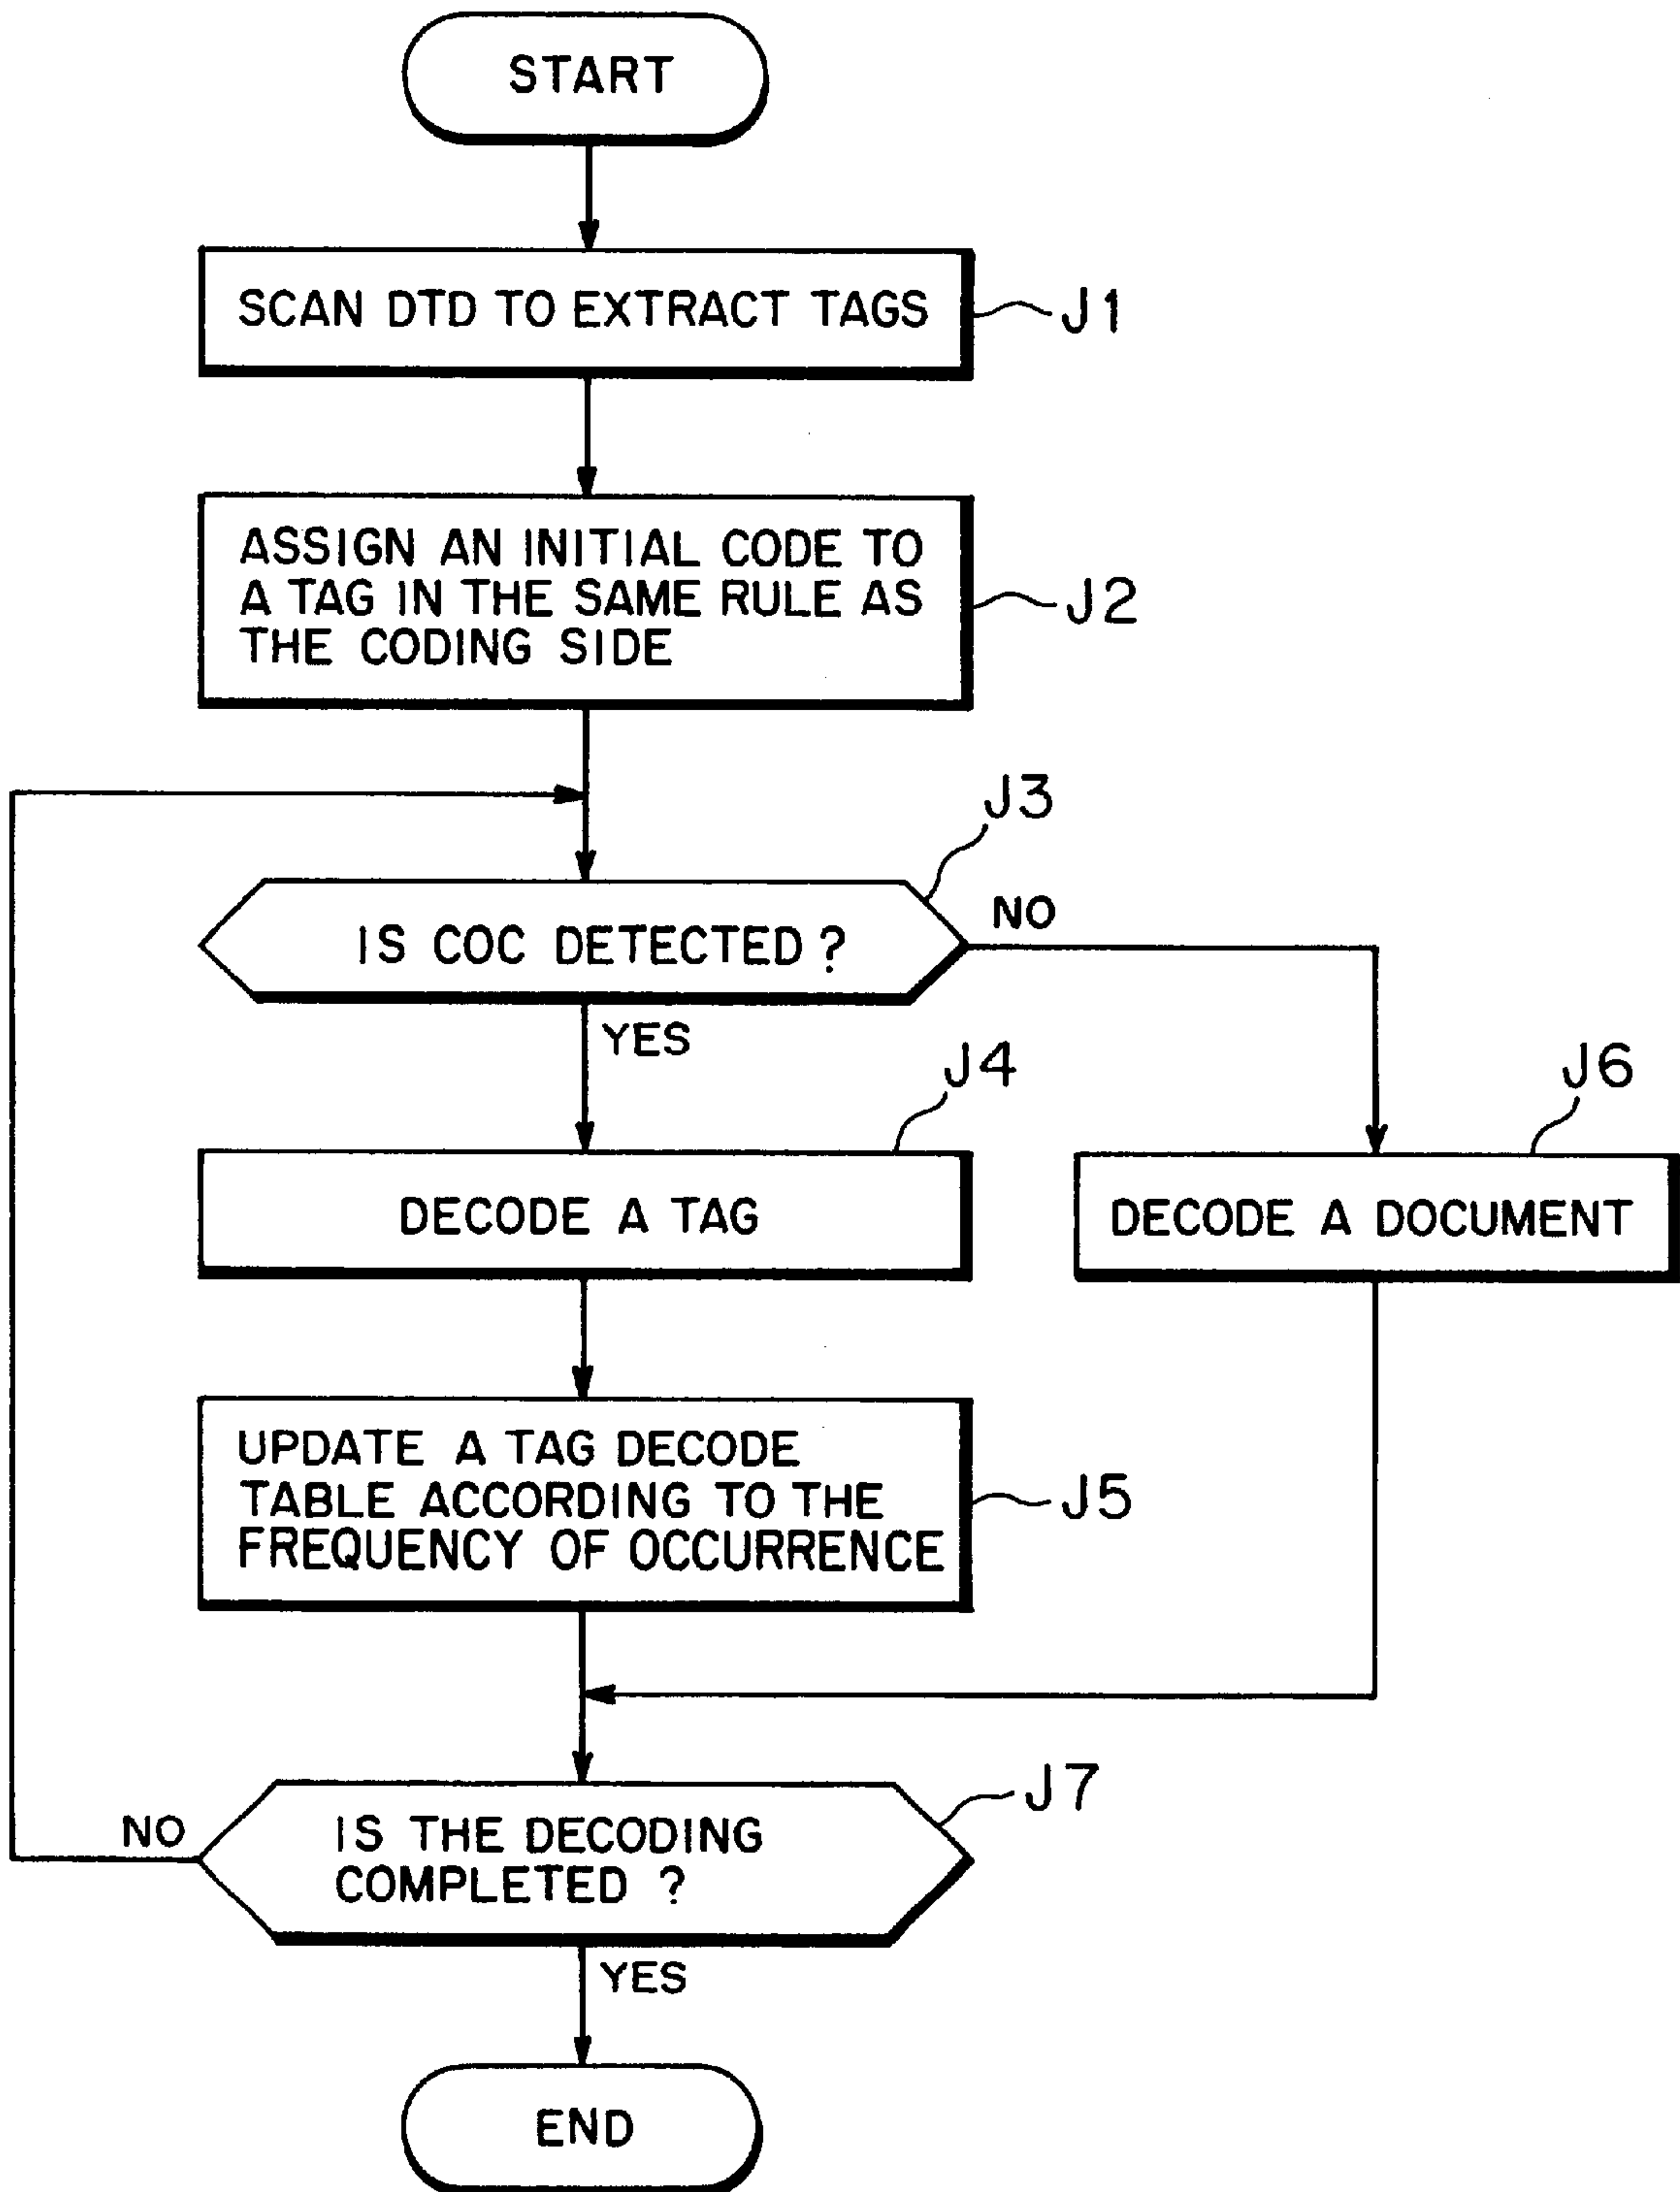 START
SCAN DTD TO EXTRACT TAGS
J1
ASSIGN AN INITIAL CODE TO
A TAG IN THE SAME RULE AS
THE CODING SIDE
J2
J3
IS COC DETECTED ?
NO
YES
J4
J6
DECODE A TAG
DECODE A DOCUMENT
UPDATE A TAG DECODE
TABLE ACCORDING TO THE
FREQUENCY OF OCCURRENCE
J5
J7
NO
IS THE DECODING
COMPLETED ?
YES
END